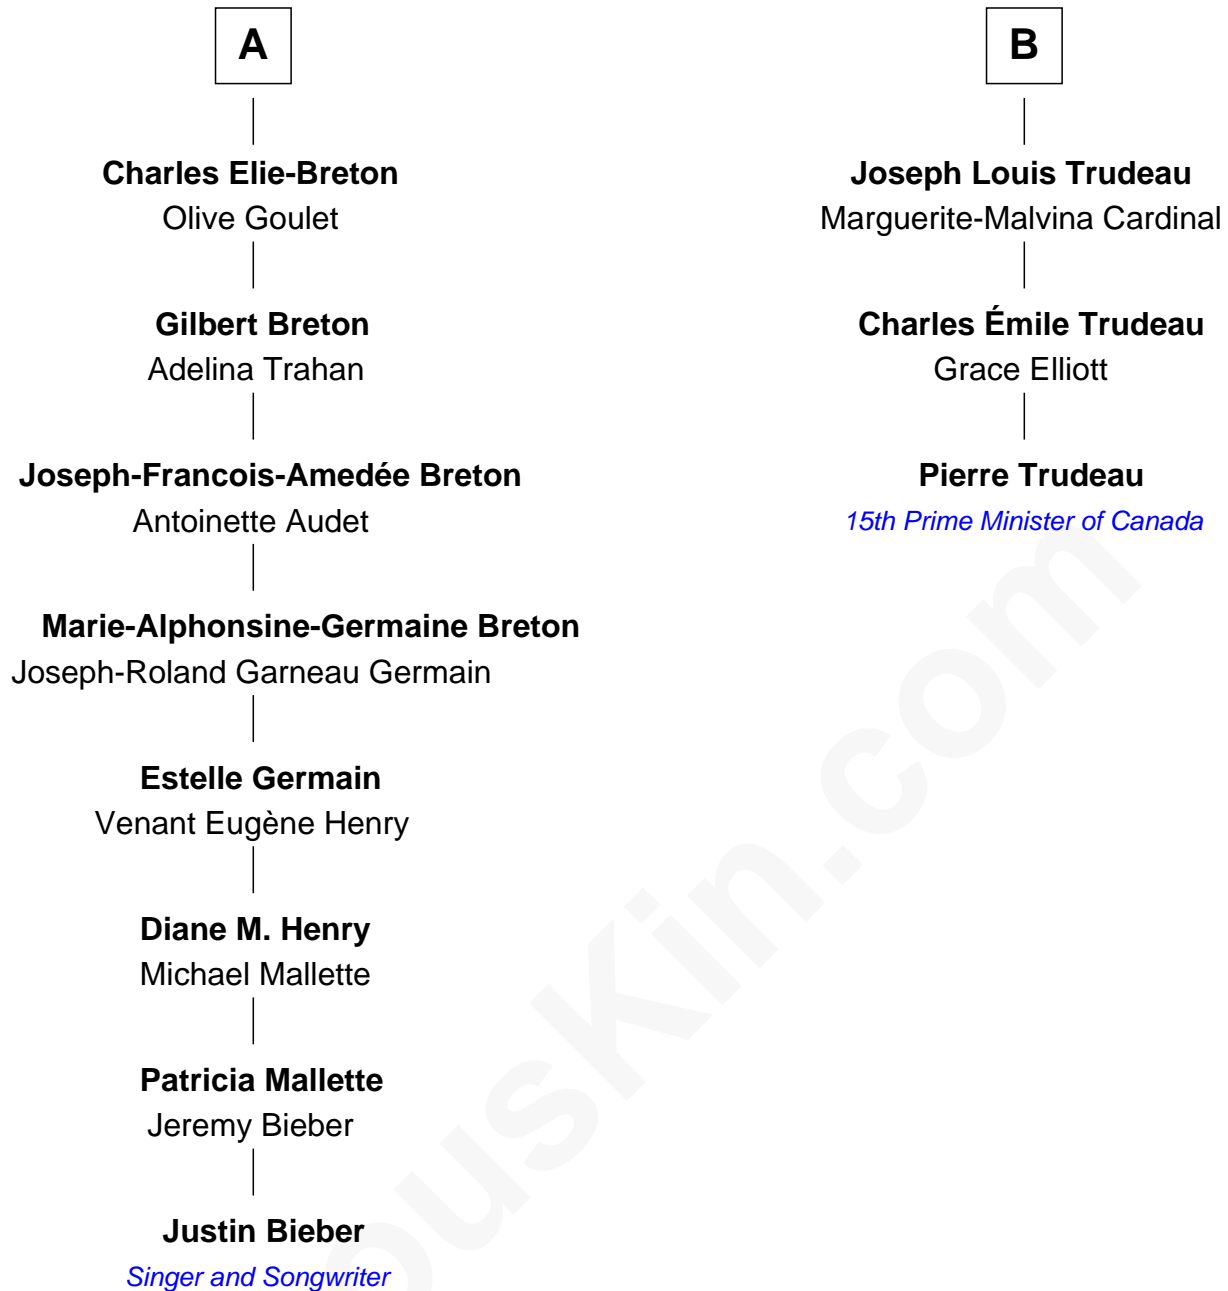 A
Charles Elie-Breton
Olive Goulet
Gilbert Breton
Adelina Trahan
Joseph-Francois-Amedée Breton
Antoinette Audet
Marie-Alphonsine-Germaine Breton
Joseph-Roland Garneau Germain
Estelle Germain
Venant Eugène Henry
Diane M. Henry
Michael Mallette
Patricia Mallette
Jeremy Bieber
Justin Bieber
Singer and Songwriter
B
Joseph Louis Trudeau
Marguerite-Malvina Cardinal
Charles Émile Trudeau
Grace Elliott
Pierre Trudeau
15th Prime Minister of Canada
ousKin.com